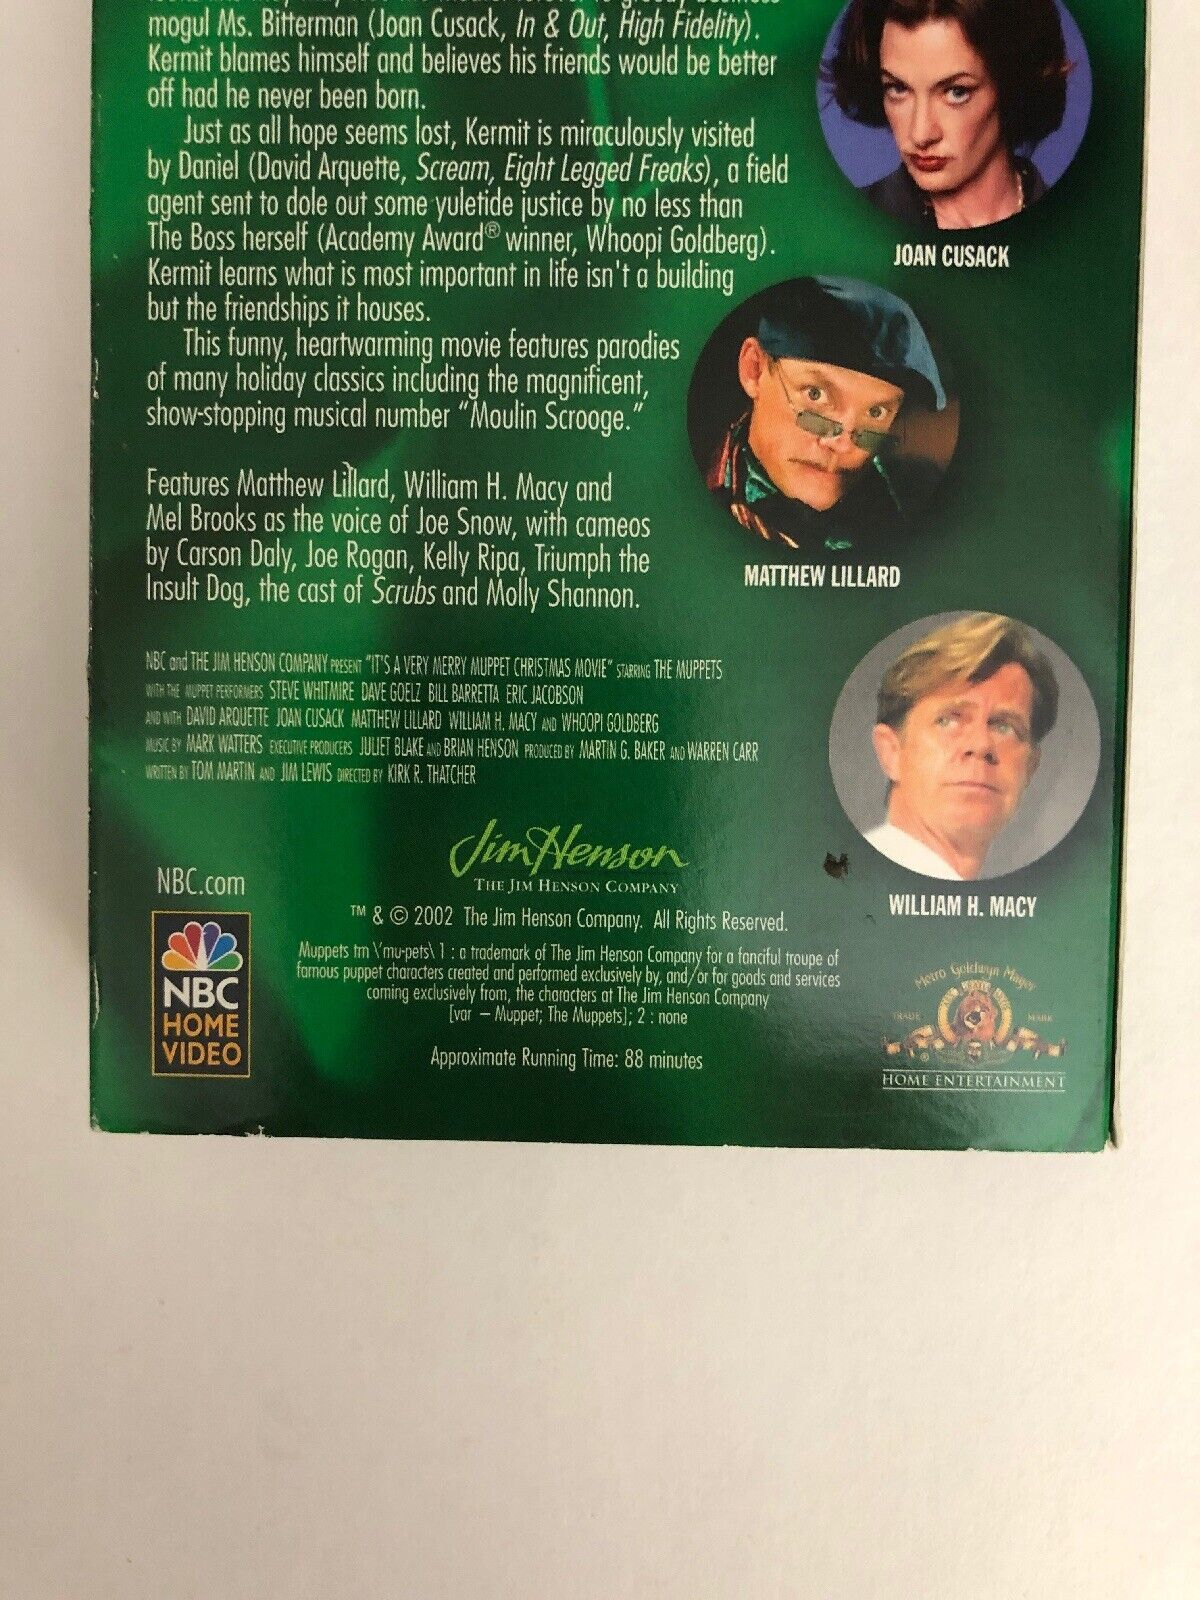 mogul Ms. Bitterman (Joan Cusack, In & Out, High Fidelity).
Kermit blames himself and believes his friends would be better
off had he never been born.
Just as all hope seems lost, Kermit is miraculously visited
by Daniel (David Arquette, Scream, Eight Legged Freaks), a field
agent sent to dole out some yuletide justice by no less than
The Boss herself (Academy Award® winner, Whoopi Goldberg).
Kermit learns what is most important in life isn't a building
but the friendships it houses.
This funny, heartwarming movie features parodies
of many holiday classics including the magnificent,
show-stopping musical number “Moulin Scrooge.”
Features Matthew Lillard, William H. Macy and
Mel Brooks as the voice of Joe Snow, with cameos
by Carson Daly, Joe Rogan, Kelly Ripa, Triumph the
Insult Dog, the cast of Scrubs and Molly Shannon.
JOAN CUSACK
MATTHEW LILLARD
WILLIAM H. MACY
NBC and THE JIM HENSON COMPANY PRESENT "IT'S A VERY MERRY MUPPET CHRISTMAS MOVIE" STARRING THE MUPPETS
WITH THE MUPPET PERFORMERS STEVE WHITMIRE DAVE GOELZ BILL BARRETTA ERIC JACOBSON
AND WITH DAVID ARQUETTE JOAN CUSACK MATTHEW LILLARD WILLIAM H. MACY AND WHOOPI GOLDBERG
MUSIC BY MARK WATTERS EXECUTIVE PRODUCERS JULIET BLAKE AND BRIAN HENSON PRODUCED BY MARTIN G. BAKER AND WARREN CARR
WRITTEN BY TOM MARTIN AND JIM LEWIS DIRECTED BY KIRK R. THATCHER
Jim Henson
THE JIM HENSON COMPANY
NBC.com
NBC
HOME
VIDEO
™ & © 2002 The Jim Henson Company. All Rights Reserved.
Muppets tm \'mu-pets\ 1 : a trademark of The Jim Henson Company for a fanciful troupe of
famous puppet characters created and performed exclusively by, and/or for goods and services
coming exclusively from, the characters at The Jim Henson Company
[var – Muppet; The Muppets]; 2 : none
Approximate Running Time: 88 minutes
Metro Goldwyn Mayer
TRADE MARK
HOME ENTERTAINMENT